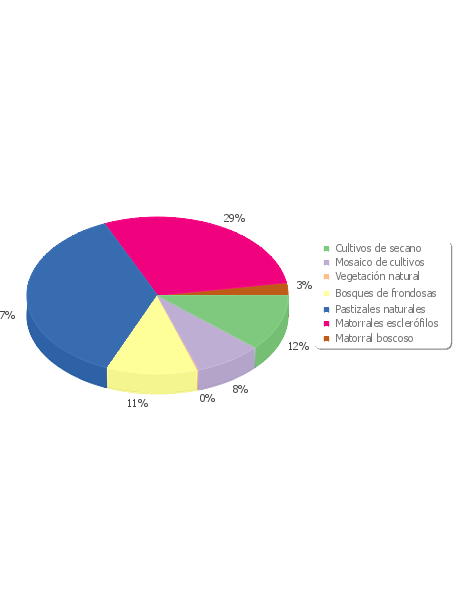 29%
Cultivos de secano
Mosaico de cultivos
Vegetación natural
Bosques de frondosas
Pastizales naturales
Matorrales esclerófilos
Matorral boscoso
3%
7%
12%
8%
0%
11%